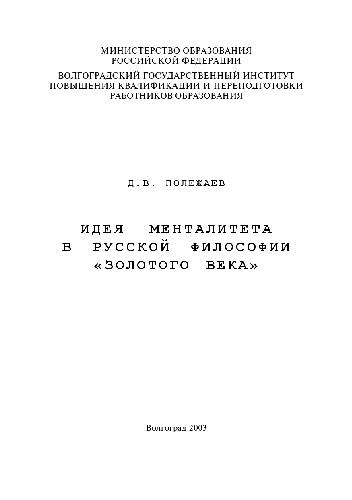 МИНИСТЕРСТВО ОБРАЗОВАНИЯ
РОССИЙСКОЙ ФЕДЕРАЦИИ
ВОЛГОГРАДСКИЙ ГОСУДАРСТВЕННЫЙ ИНСТИТУТ
ПОВЫШЕНИЯ КВАЛИФИКАЦИИ И ПЕРЕПОДГОТОВКИ
РАБОТНИКОВ ОБРАЗОВАНИЯ
Д.В. ПОЛЕЖАЕВ
ИДЕЯ МЕНТАЛИТЕТА
В РУССКОЙ ФИЛОСОФИИ
«ЗОЛОТОГО ВЕКА»
Волгоград 2003